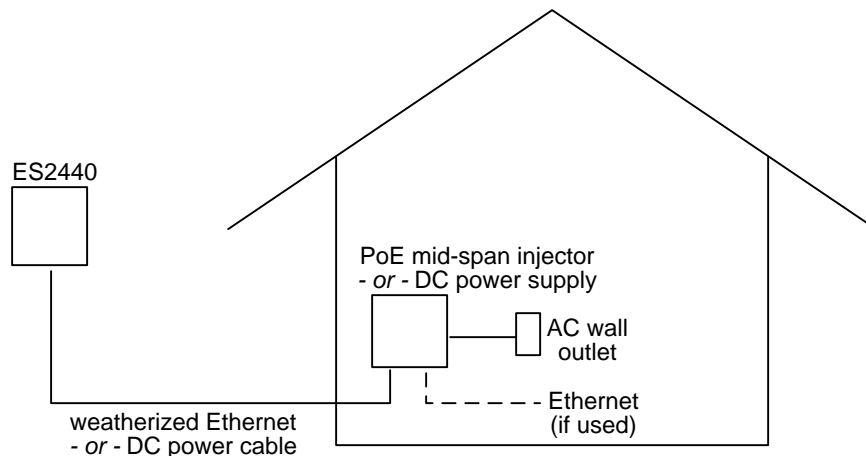 ES2440
PoE mid-span injector
- or - DC power supply
AC wall
outlet
Ethernet
(if used)
weatherized Ethernet
- or - DC power cable